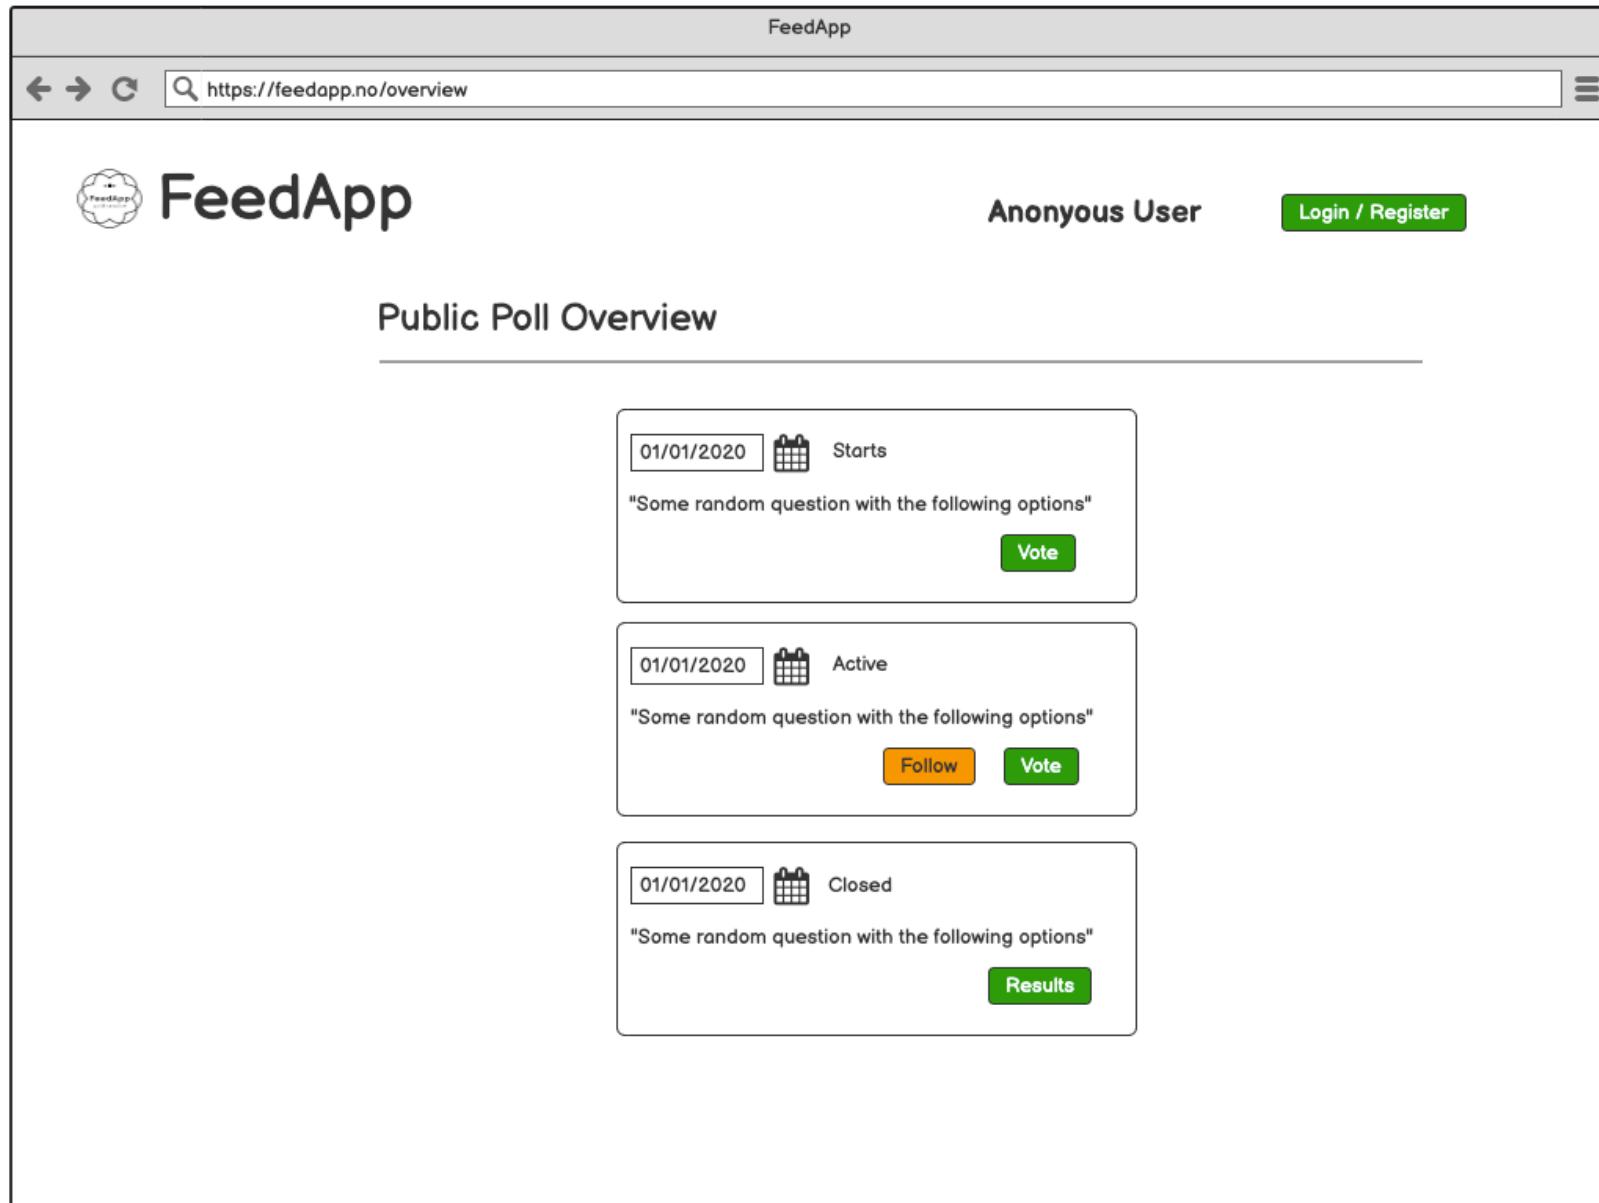 FeedApp
https://feedapp.no/overview
FeedApp
FeedApp
Anonyous User
Login / Register
Public Poll Overview
01/01/2020 Starts
"Some random question with the following options"
Vote
01/01/2020 Active
"Some random question with the following options"
Follow Vote
01/01/2020 Closed
"Some random question with the following options"
Results